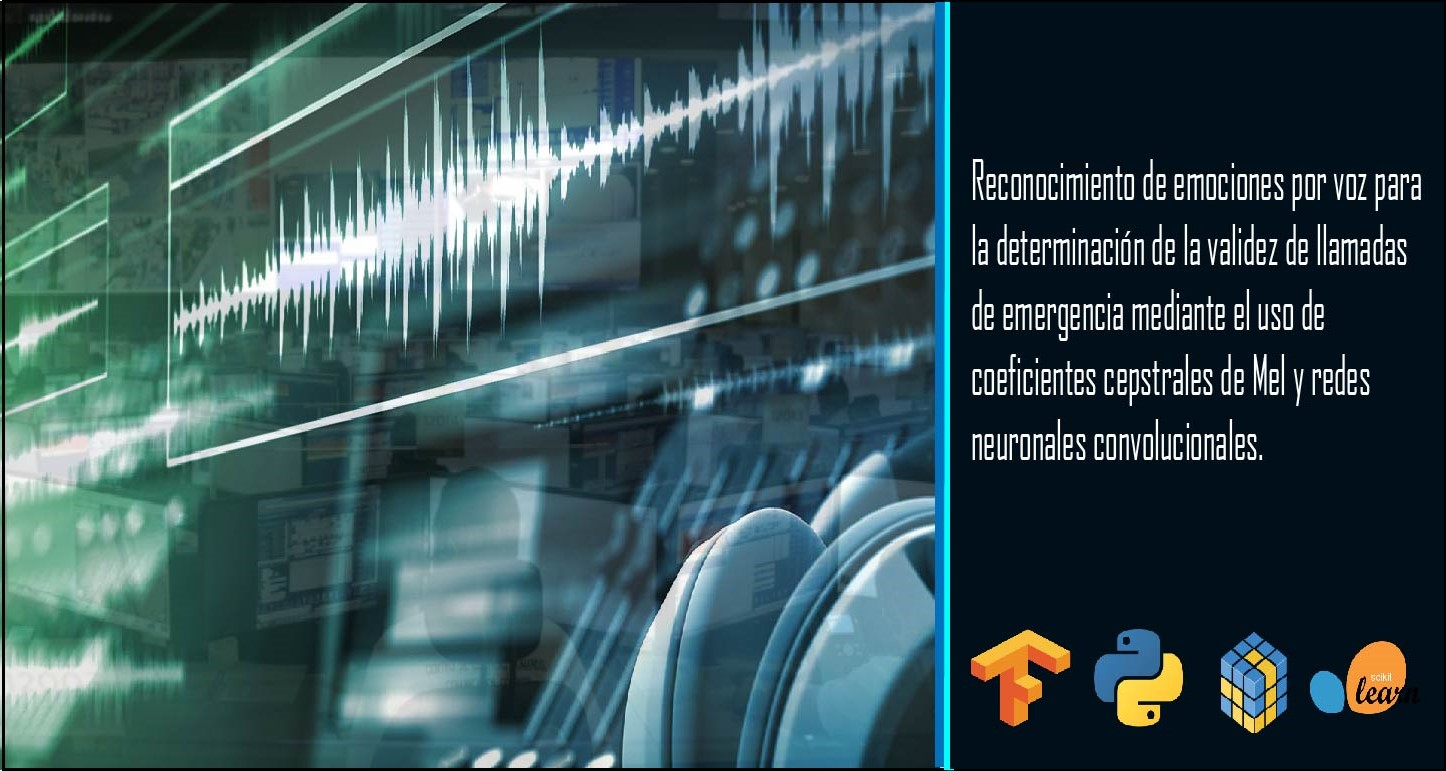 Reconocimiento de emociones por voz para
la determinación de la validez de llamadas
de emergencia mediante el uso de
coeficientes cepstrales de Mel y redes
neuronales convolucionales.
scikit
learn